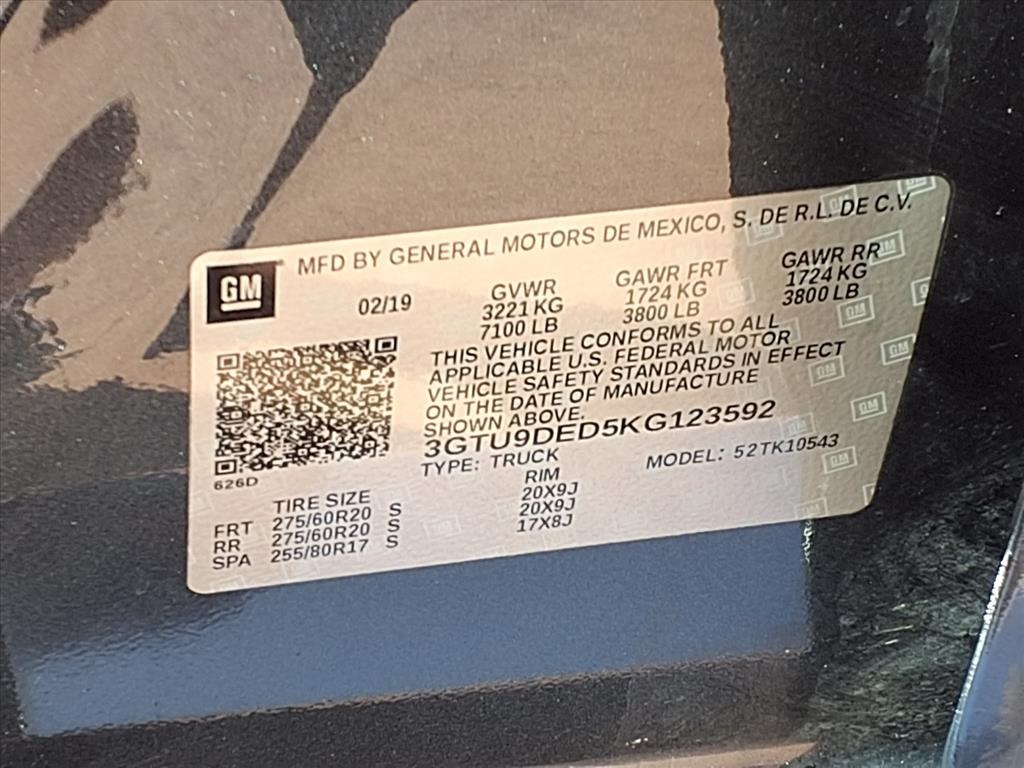 GM
MFD BY GENERAL MOTORS DE MEXICO, S. DE R.L. DE C.V.
02/19
GVWR GAWR FRT GAWR RR
3221 KG 1724 KG 1724 KG
7100 LB 3800 LB 3800 LB
THIS VEHICLE CONFORMS TO ALL
APPLICABLE U.S. FEDERAL MOTOR
VEHICLE SAFETY STANDARDS IN EFFECT
ON THE DATE OF MANUFACTURE
SHOWN ABOVE.
3GTU9DED5KG123592
626D
TYPE: TRUCK MODEL: 52TK10543
TIRE SIZE RIM
FRT 275/60R20 S 20X9J
RR 275/60R20 S 20X9J
SPA 255/80R17 S 17X8J